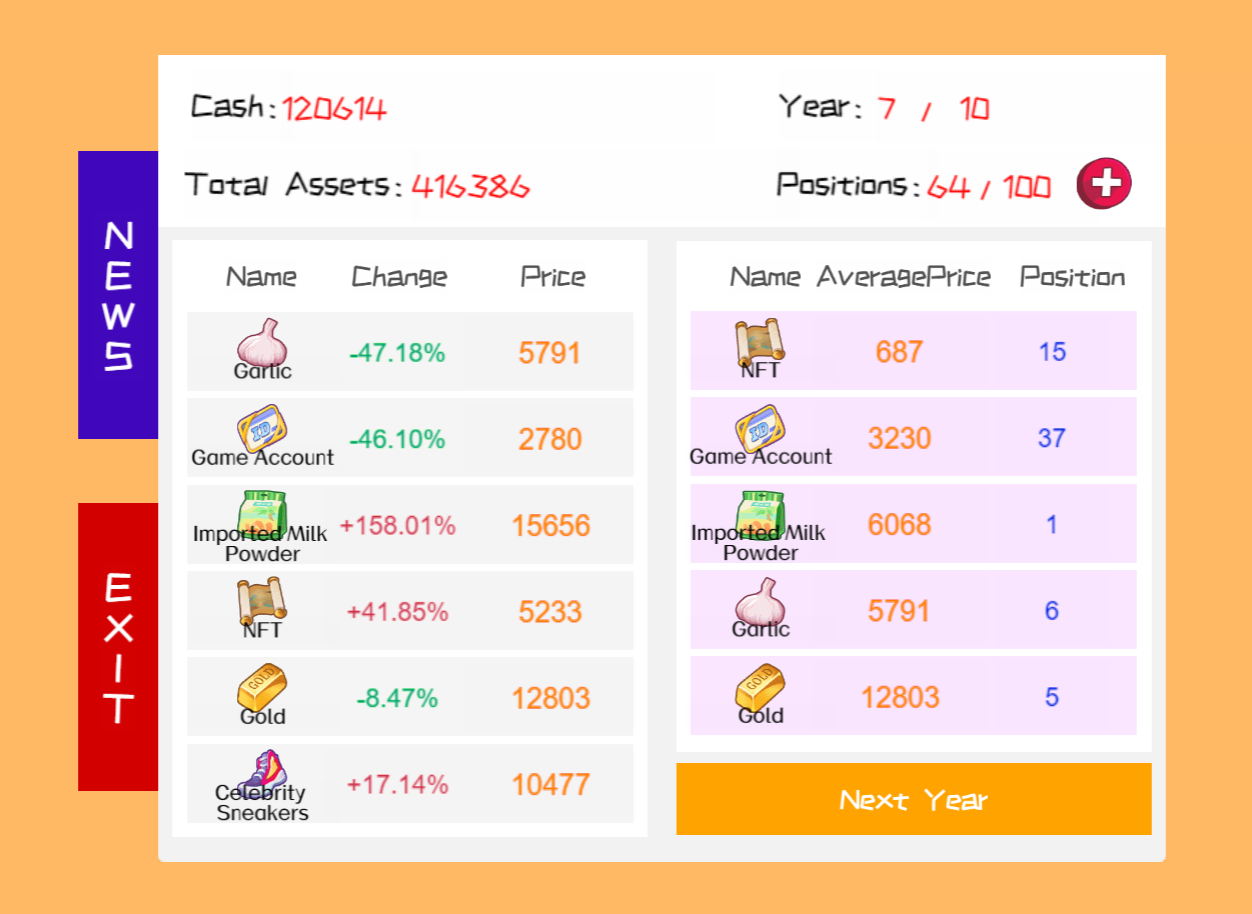 Cash: 120614
Year: 7 / 10
Total Assets: 416386
Positions: 64 / 100
NEWS
EXIT
Name Change Price
Garlic -47.18% 5791
Game Account -46.10% 2780
Imported Milk Powder +158.01% 15656
NFT +41.85% 5233
GOLD
Gold -8.47% 12803
Celebrity Sneakers +17.14% 10477
Name AveragePrice Position
NFT 687 15
ID
Game Account 3230 37
Imported Milk Powder 6068 1
Garlic 5791 6
GOLD
Gold 12803 5
Next Year